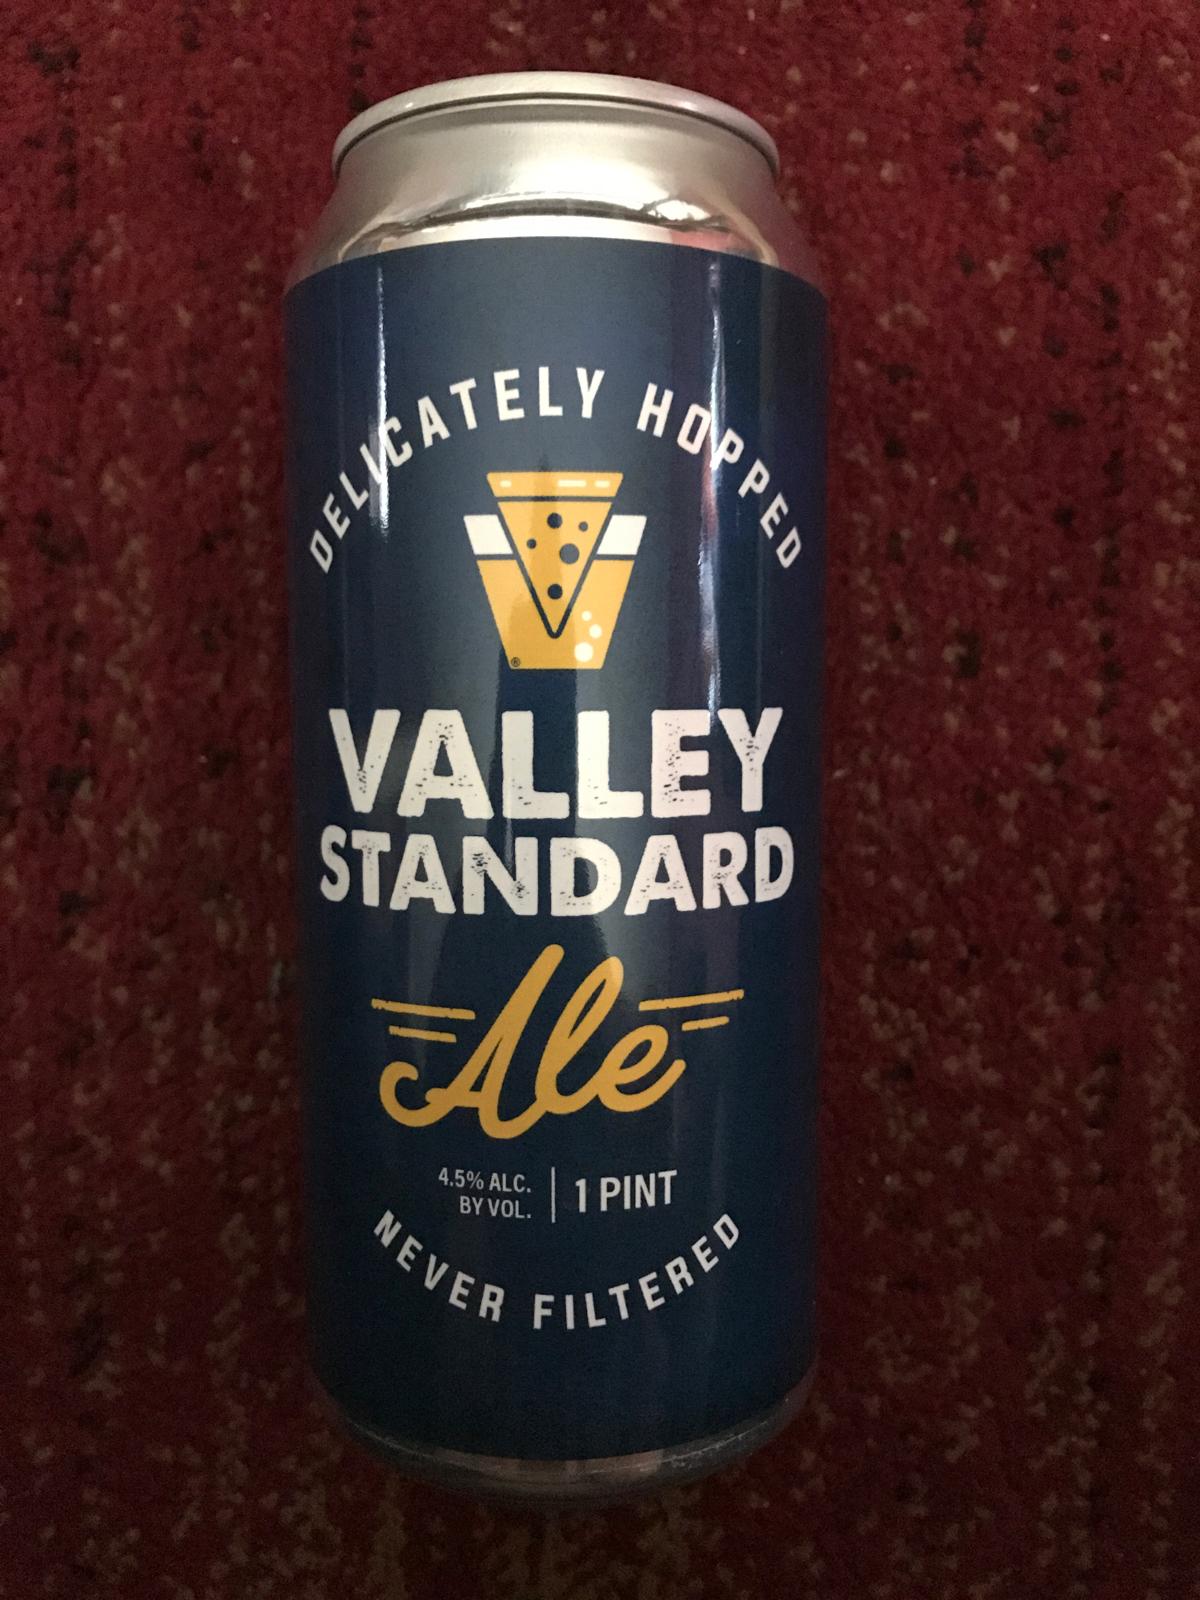 DELICATELY HOPPED
®
VALLEY
STANDARD
Ale
4.5% ALC.
BY VOL.
1 PINT
NEVER FILTERED